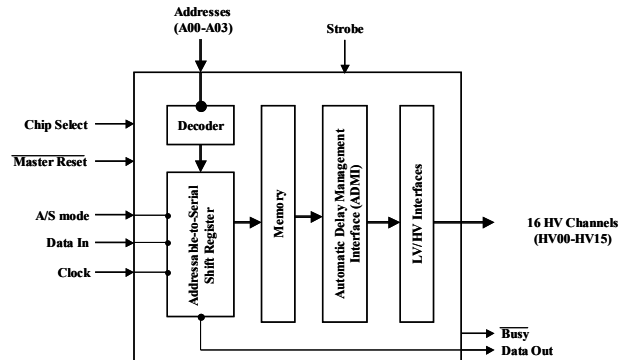 Addresses
(A00-A03)
Strobe
Chip Select
Decoder
Master Reset
A/S mode
Data In
Clock
Addressable-to-Serial
Shift Register
Memory
Automatic Delay Management
Interface (ADMI)
LV/HV Interfaces
16 HV Channels
(HV00-HV15)
Busy
Data Out